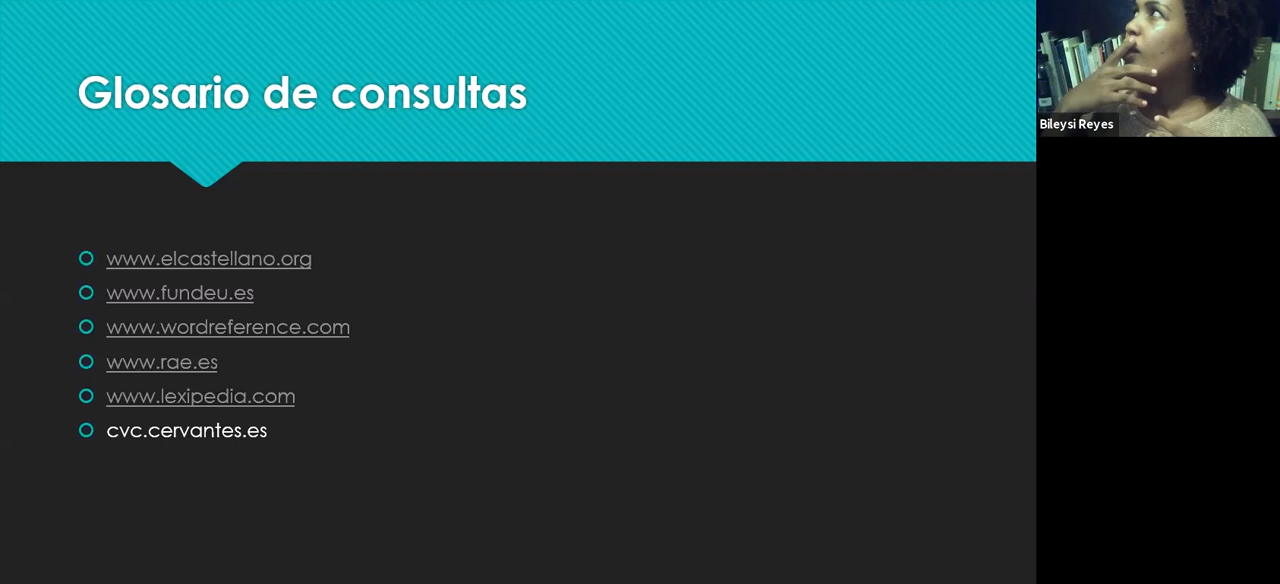 Glosario de consultas
www.elcastellano.org
www.fundeu.es
www.wordreference.com
www.rae.es
www.lexipedia.com
cvc.cervantes.es
Bileysi Reyes